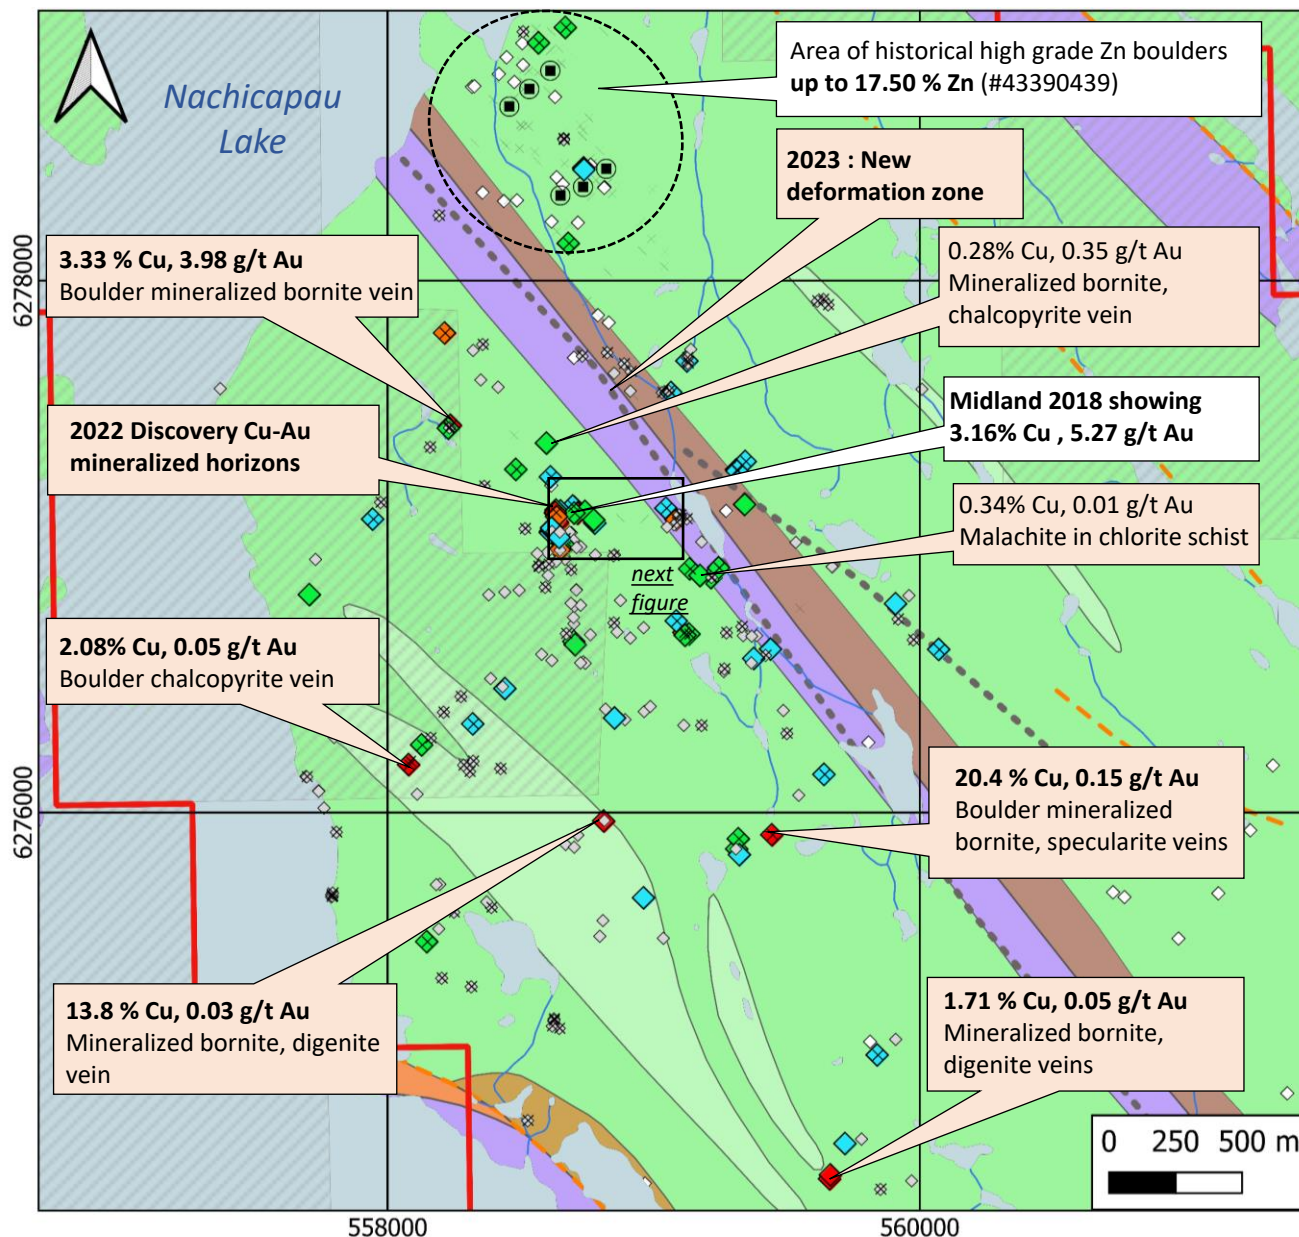 Nachicapau
Lake
Area of historical high grade Zn boulders
up to 17.50 % Zn (#43390439)
2023 : New
deformation zone
3.33 % Cu, 3.98 g/t Au
Boulder mineralized bornite vein
0.28% Cu, 0.35 g/t Au
Mineralized bornite,
chalcopyrite vein
6278000
2022 Discovery Cu-Au
mineralized horizons
Midland 2018 showing
3.16% Cu , 5.27 g/t Au
0.34% Cu, 0.01 g/t Au
Malachite in chlorite schist
next
figure
2.08% Cu, 0.05 g/t Au
Boulder chalcopyrite vein
20.4 % Cu, 0.15 g/t Au
Boulder mineralized
bornite, specularite veins
6276000
13.8 % Cu, 0.03 g/t Au
Mineralized bornite, digenite
vein
1.71 % Cu, 0.05 g/t Au
Mineralized bornite,
digenite veins
0 250 500 m
558000 560000